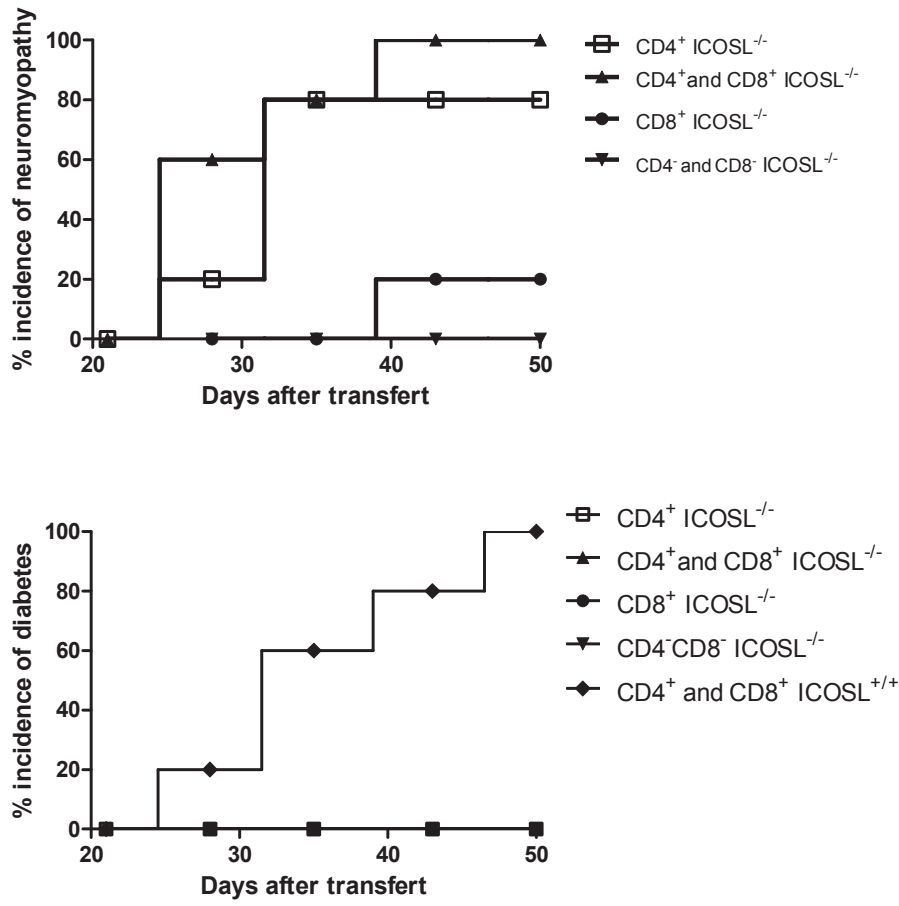 % incidence of neuromyopathy
100
80
60
40
20
0
20 30 40 50
Days after transfert
CD4⁺ ICOSL⁻/⁻
CD4⁺and CD8⁺ ICOSL⁻/⁻
CD8⁺ ICOSL⁻/⁻
CD4⁻ and CD8⁻ ICOSL⁻/⁻
% incidence of diabetes
100
80
60
40
20
0
20 30 40 50
Days after transfert
CD4⁺ ICOSL⁻/⁻
CD4⁺and CD8⁺ ICOSL⁻/⁻
CD8⁺ ICOSL⁻/⁻
CD4⁻CD8⁻ ICOSL⁻/⁻
CD4⁺ and CD8⁺ ICOSL⁺/⁺